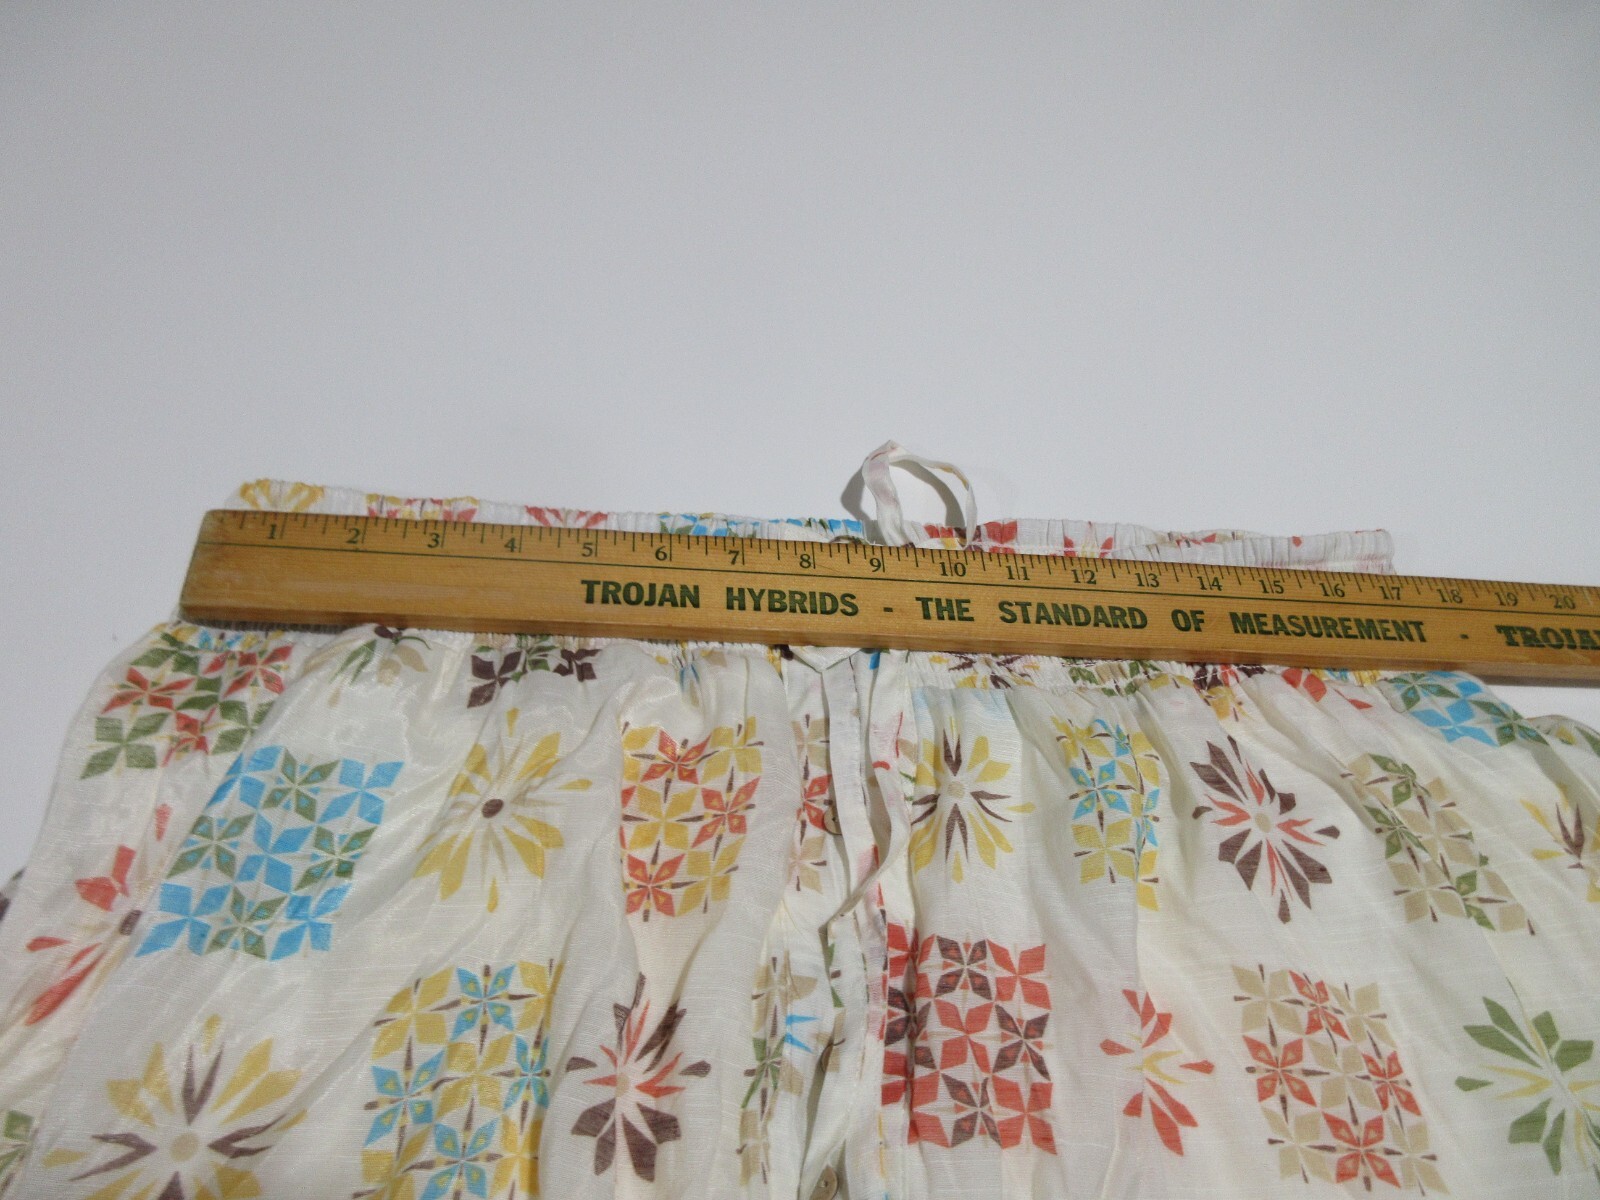 1 2 3 4 5 6 7 8 9 10 11 12 13 14 15 16 17 18 19 20
TROJAN HYBRIDS - THE STANDARD OF MEASUREMENT - TROJA